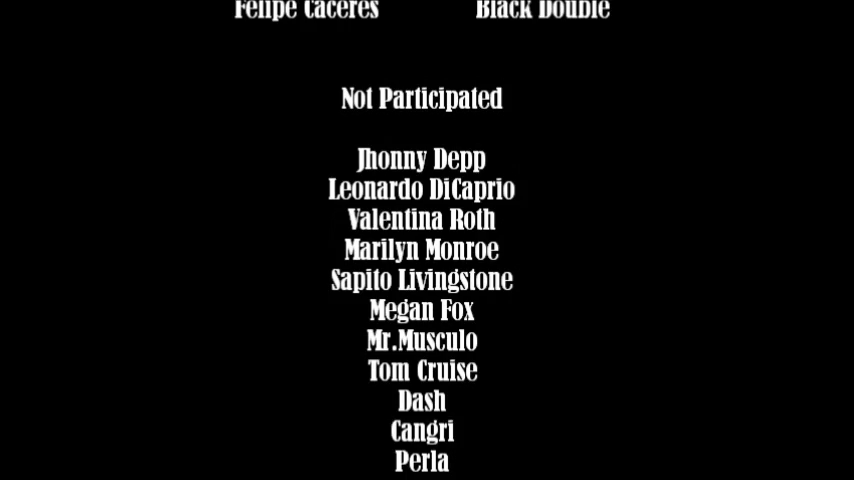 Felipe Caceres Black Double
Not Participated
Jhonny Depp
Leonardo DiCaprio
Valentina Roth
Marilyn Monroe
Sapito Livingstone
Megan Fox
Mr.Musculo
Tom Cruise
Dash
Cangri
Perla